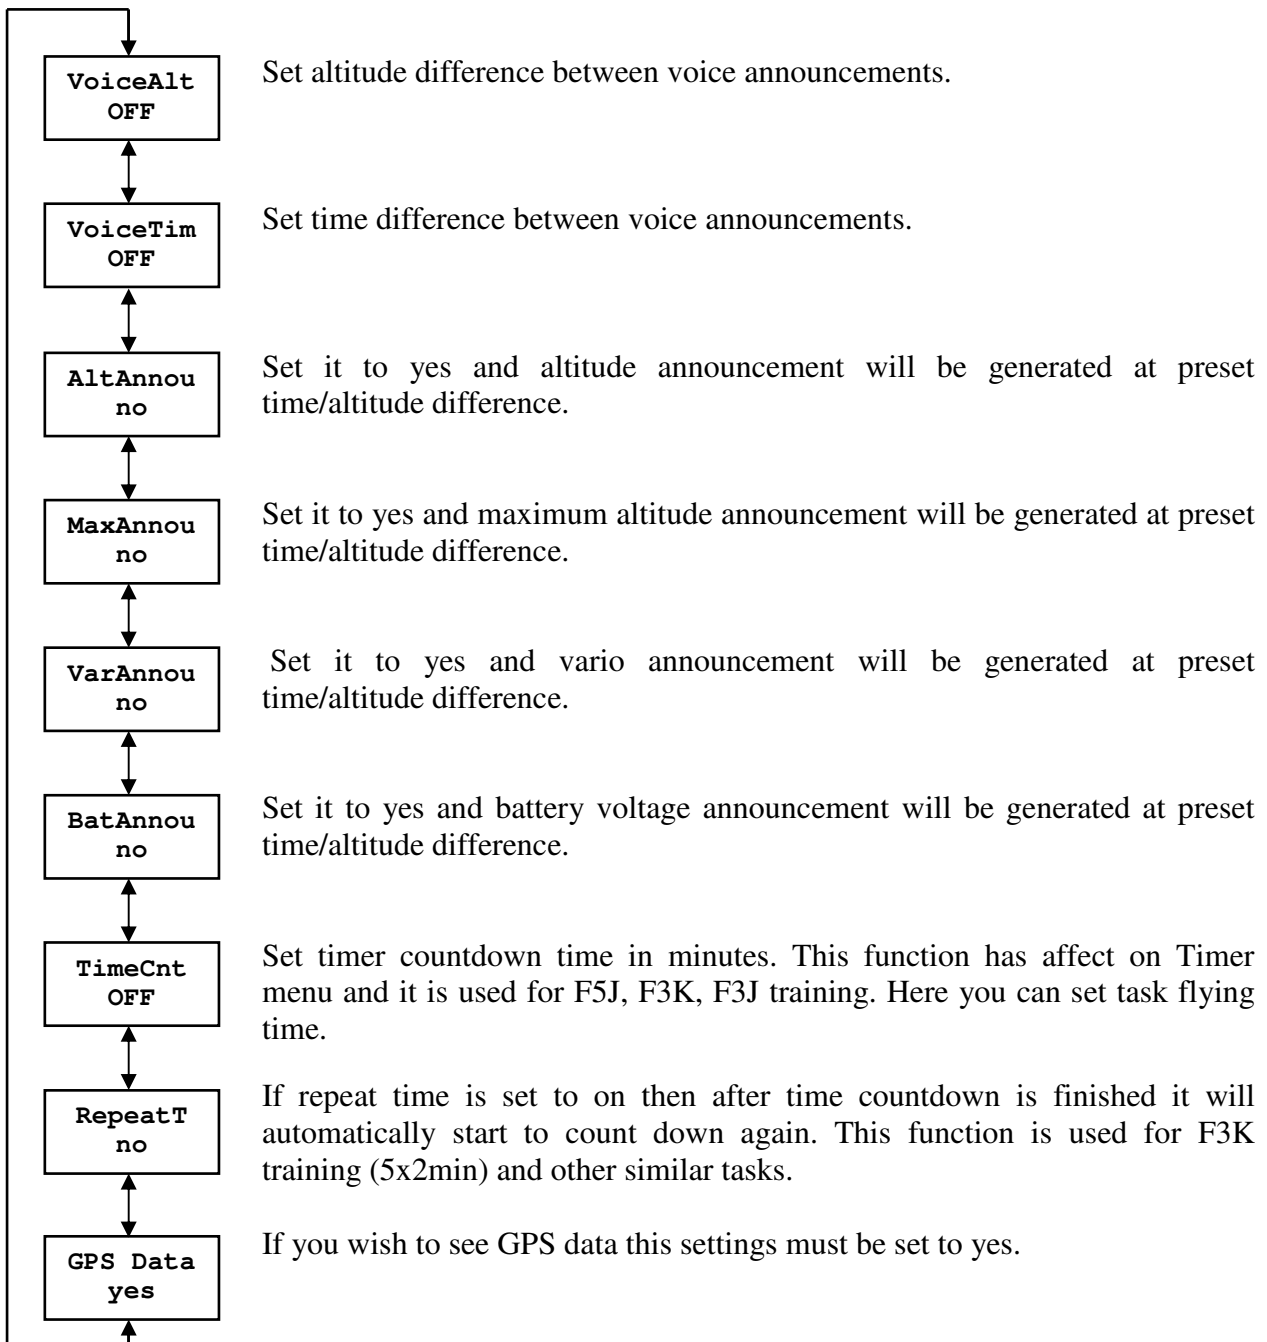 VoiceAlt
OFF
Set altitude difference between voice announcements.
VoiceTim
OFF
Set time difference between voice announcements.
AltAnnou
no
Set it to yes and altitude announcement will be generated at preset
time/altitude difference.
MaxAnnou
no
Set it to yes and maximum altitude announcement will be generated at preset
time/altitude difference.
VarAnnou
no
Set it to yes and vario announcement will be generated at preset
time/altitude difference.
BatAnnou
no
Set it to yes and battery voltage announcement will be generated at preset
time/altitude difference.
TimeCnt
OFF
Set timer countdown time in minutes. This function has affect on Timer
menu and it is used for F5J, F3K, F3J training. Here you can set task flying
time.
RepeatT
no
If repeat time is set to on then after time countdown is finished it will
automatically start to count down again. This function is used for F3K
training (5x2min) and other similar tasks.
GPS Data
yes
If you wish to see GPS data this settings must be set to yes.